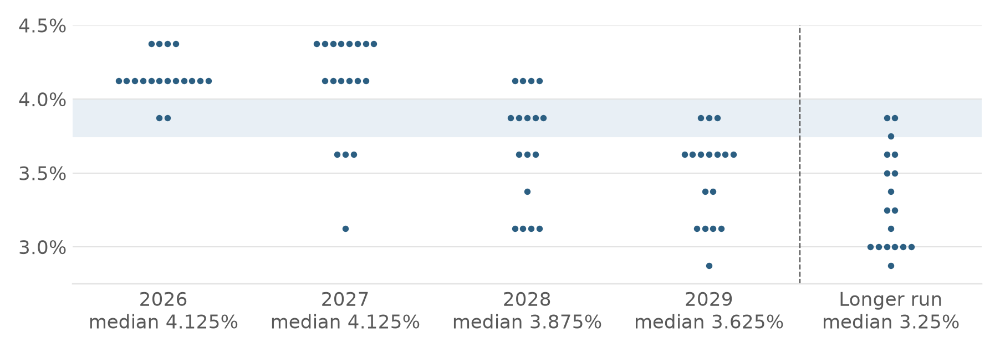 4.5%
4.0%
3.5%
3.0%
2026
median 4.125%
2027
median 4.125%
2028
median 3.875%
2029
median 3.625%
Longer run
median 3.25%